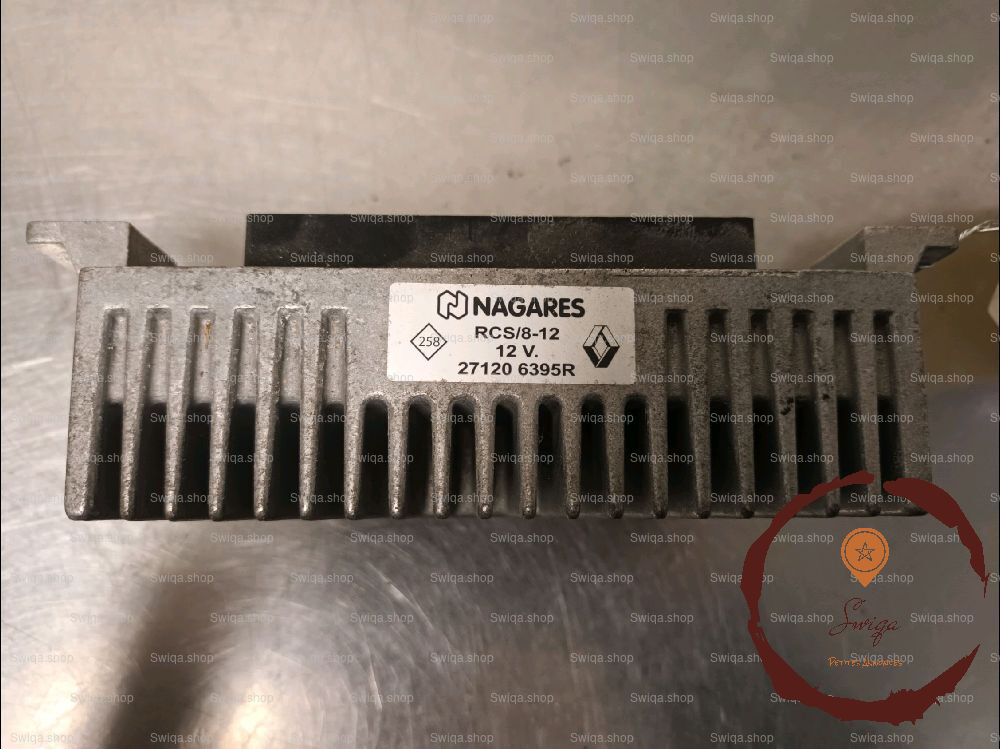 NAGARES
258
RCS/8-12
12 V.
27120 6395R
Swiqa
Swiqa.shop